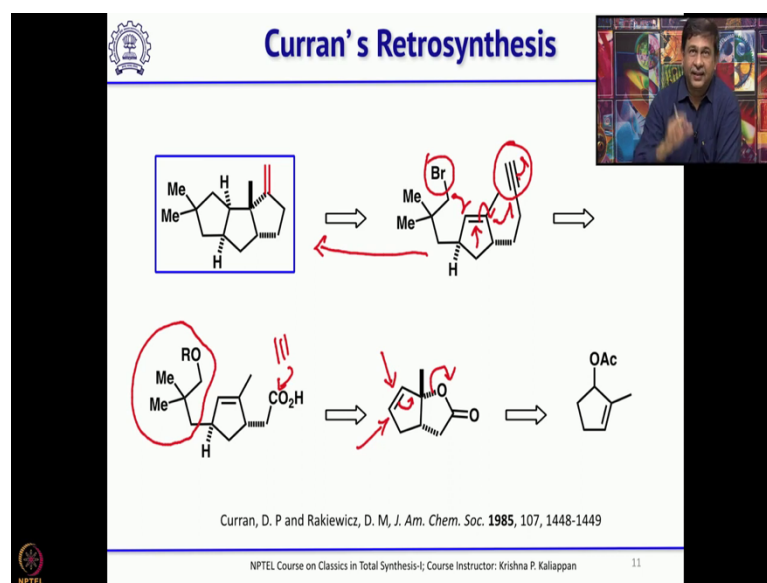 Curran's Retrosynthesis
Br
Me
Me
H
H
Me
Me
H
RO
Me
Me
CO₂H
H
O
O
OAc
Curran, D. P and Rakiewicz, D. M, J. Am. Chem. Soc. 1985, 107, 1448-1449
NPTEL Course on Classics in Total Synthesis-I; Course Instructor: Krishna P. Kaliappan
11
NPTEL